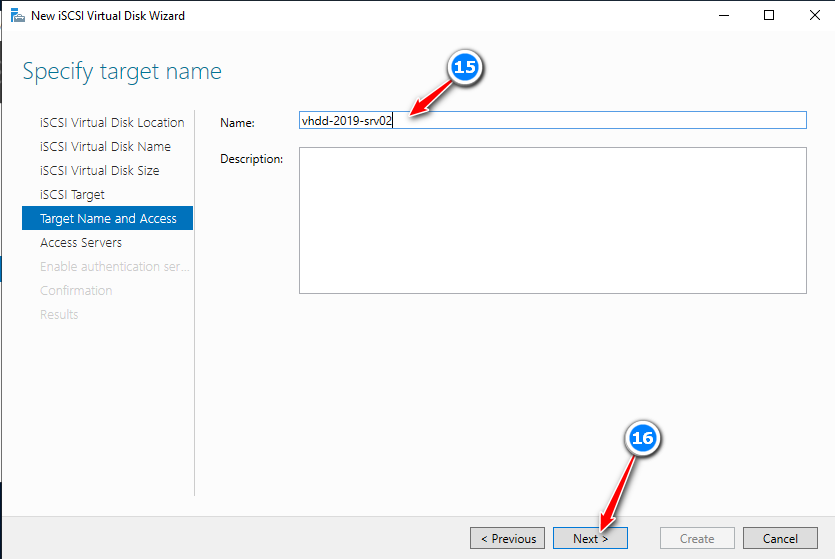 New iSCSI Virtual Disk Wizard
Specify target name
15
iSCSI Virtual Disk Location
iSCSI Virtual Disk Name
iSCSI Virtual Disk Size
iSCSI Target
Target Name and Access
Access Servers
Enable authentication ser...
Confirmation
Results
Name:
vhdd-2019-srv02
Description:
16
< Previous
Next >
Create
Cancel